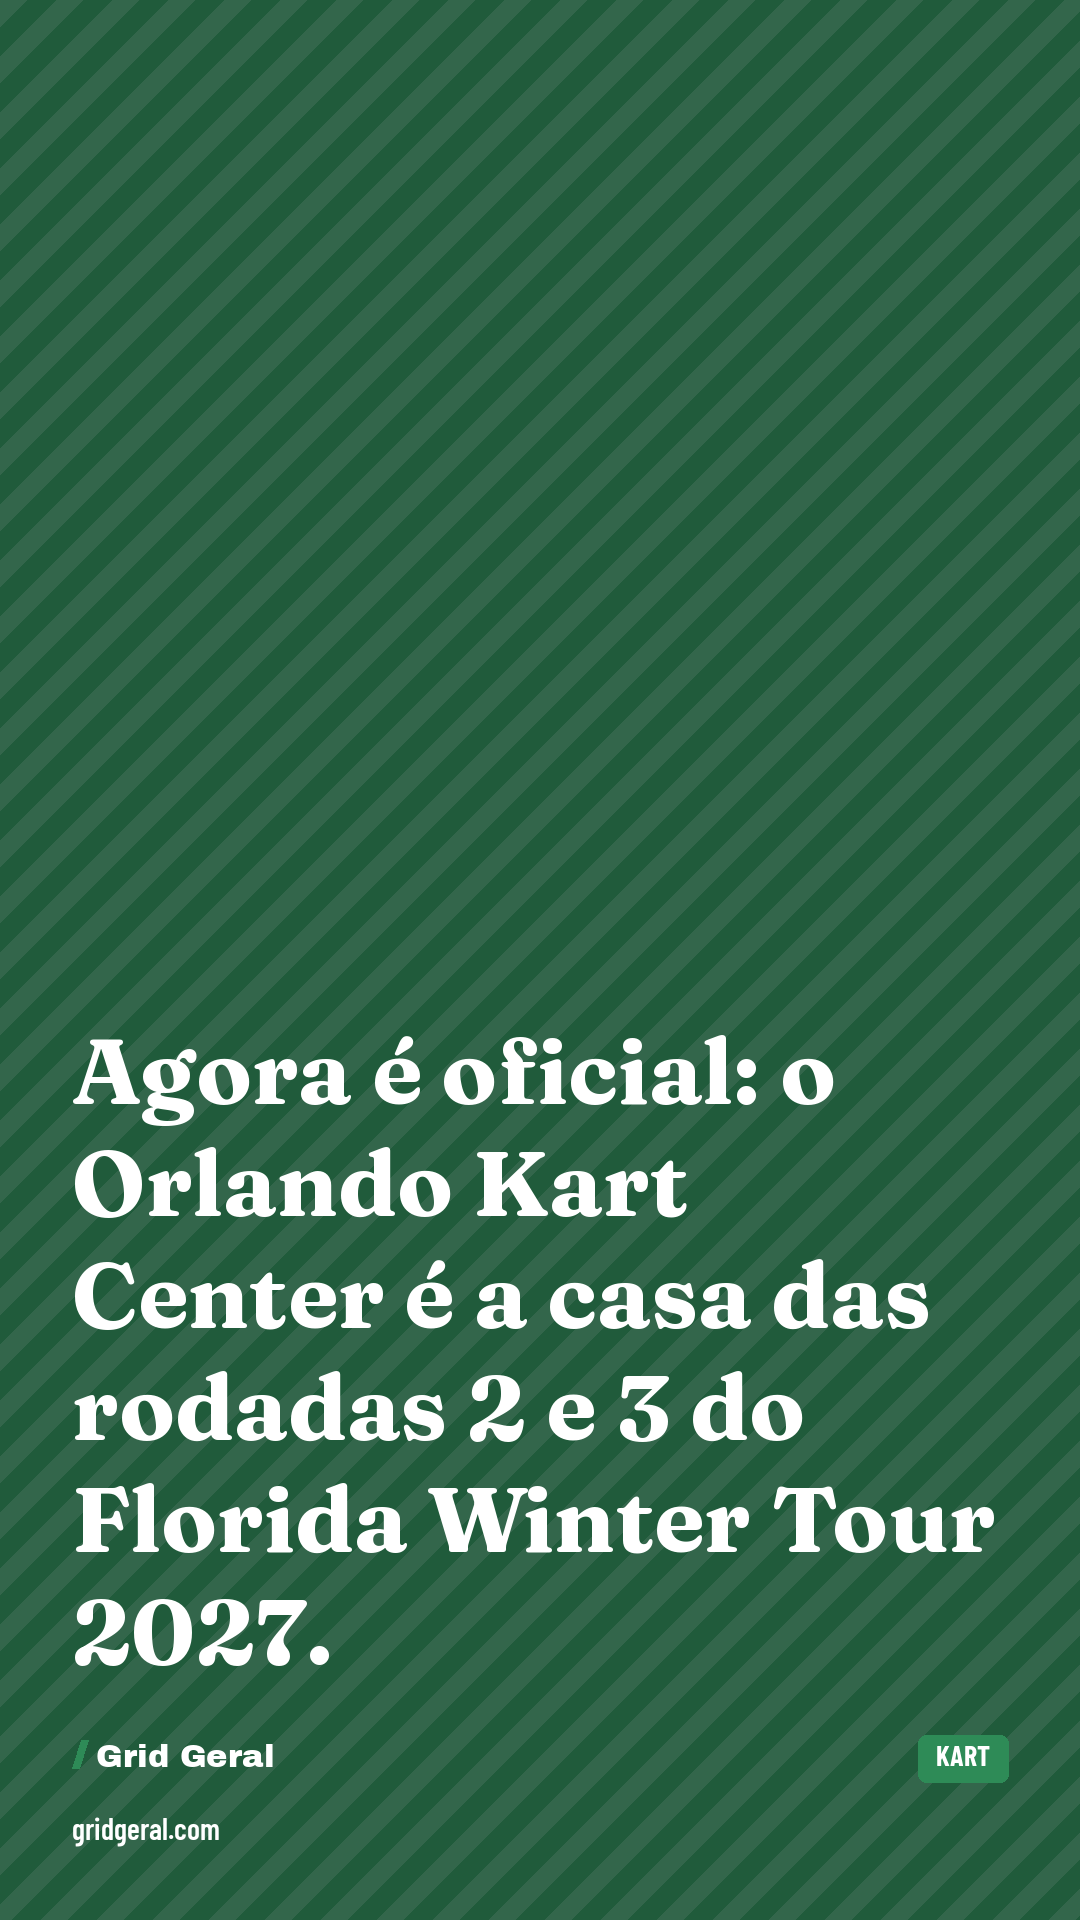 Agora é oficial: o
Orlando Kart
Center é a casa das
rodadas 2 e 3 do
Florida Winter Tour
2027.
/ Grid Geral
KART
gridgeral.com